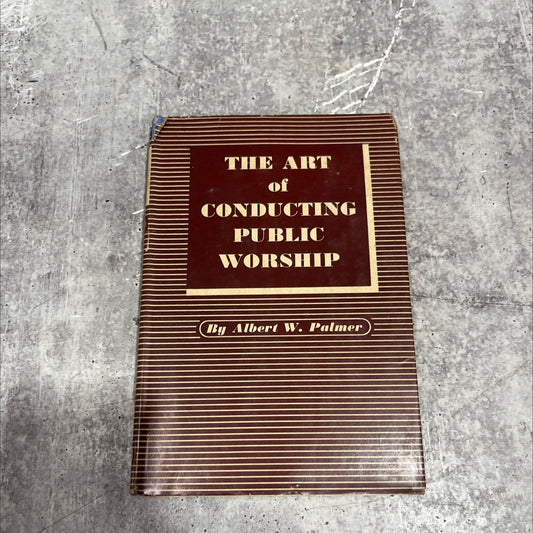 THE ART
of
CONDUCTING
PUBLIC
WORSHIP
By Albert W. Palmer